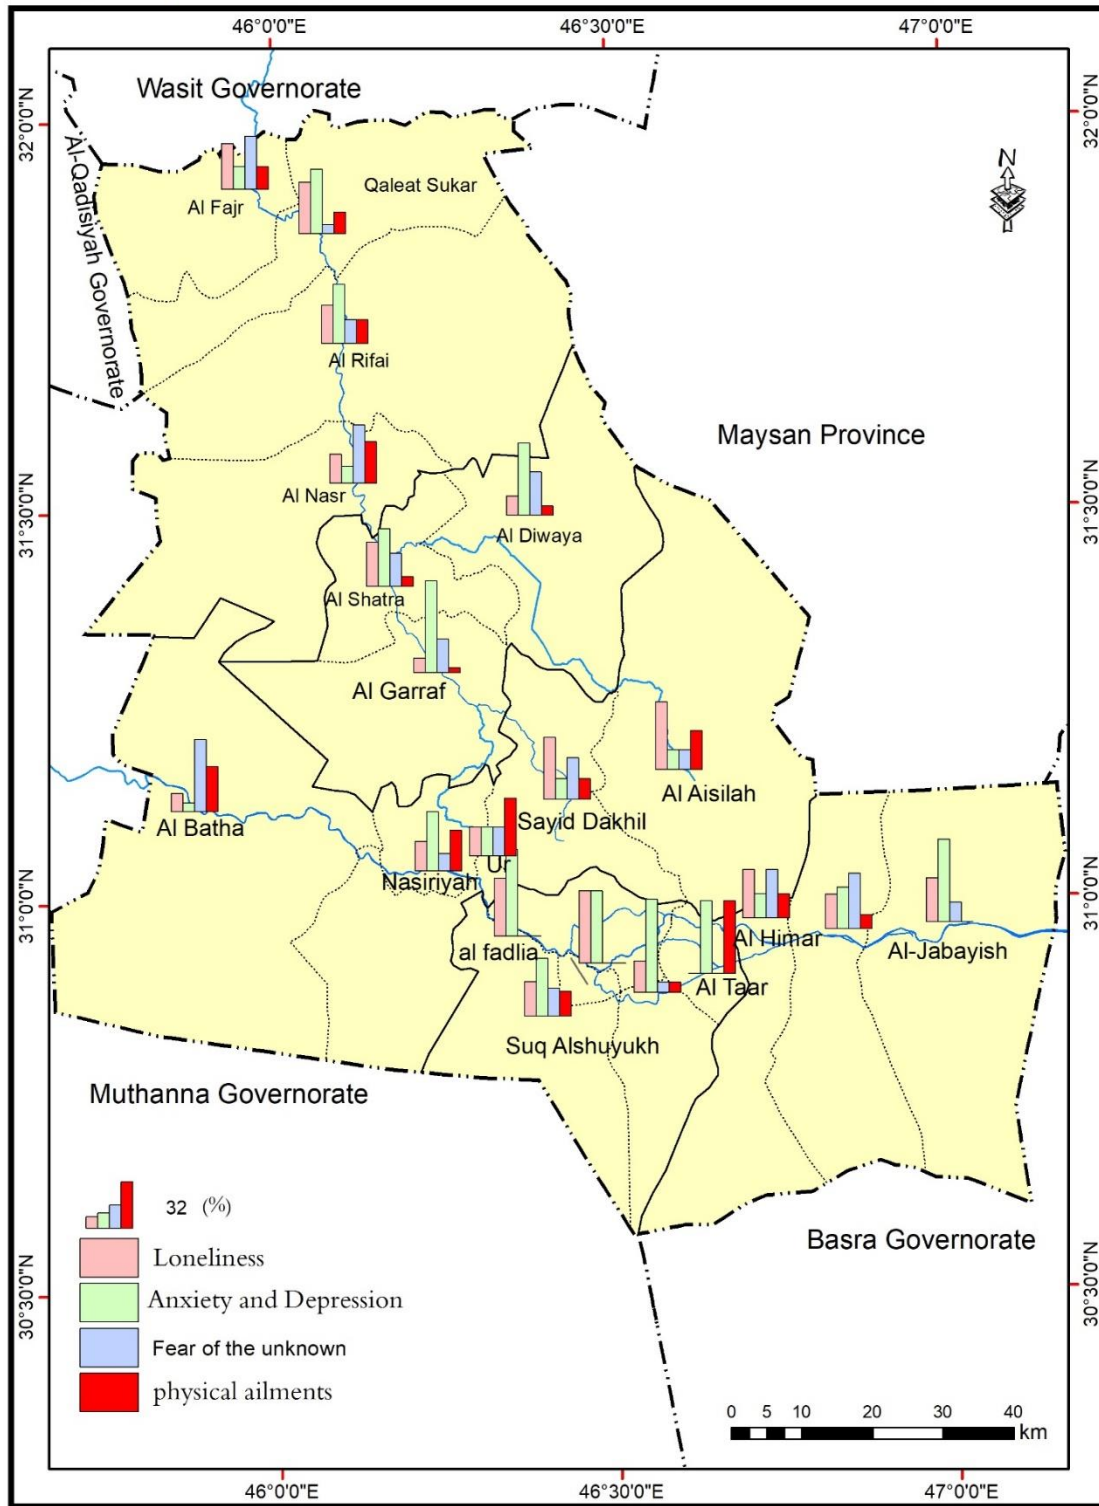 46°0'0"E
46°30'0"E
47°0'0"E
32°0'0"N
32°0'0"N
Wasit Governorate
Al-Qadisiyah Governorate
N
Qaleat Sukar
Al Fajr
Al Rifai
Maysan Province
Al Nasr
31°30'0"N
31°30'0"N
Al Diwaya
Al Shatra
Al Garraf
Al Aisilah
Sayid Dakhil
Al Batha
Ur
Nasiriyah
31°0'0"N
31°0'0"N
al fadlia
Al Himar
Al-Jabayish
Al Taar
Suq Alshuyukh
Muthanna Governorate
32 (%)
Basra Governorate
Loneliness
30°30'0"N
30°30'0"N
Anxiety and Depression
Fear of the unknown
physical ailments
0 5 10 20 30 40
km
46°0'0"E
46°30'0"E
47°0'0"E